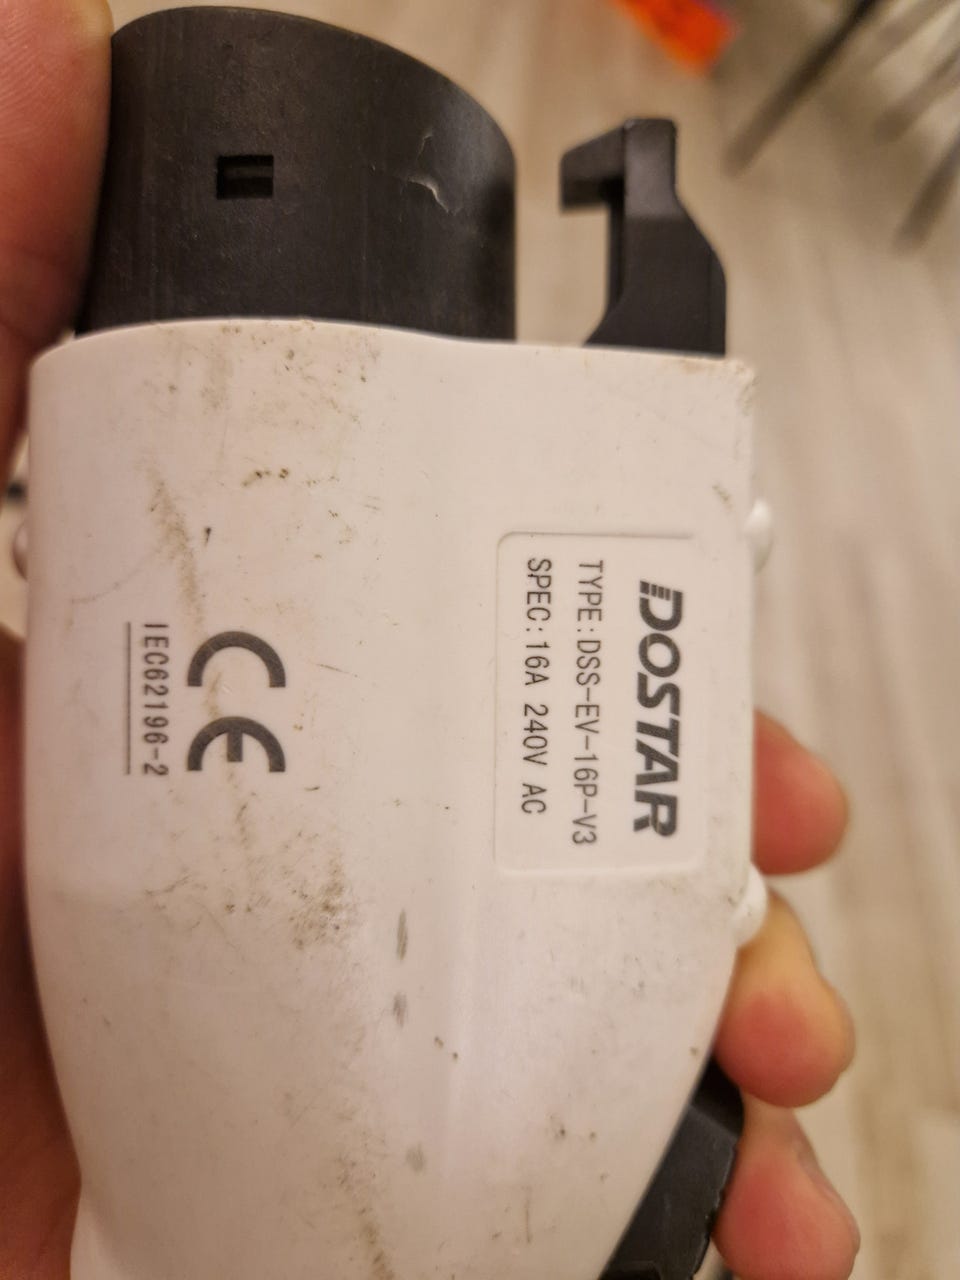 DOSTAR
TYPE:DSS-EV-16P-V3
SPEC:16A 240V AC
CE
IEC62196-2